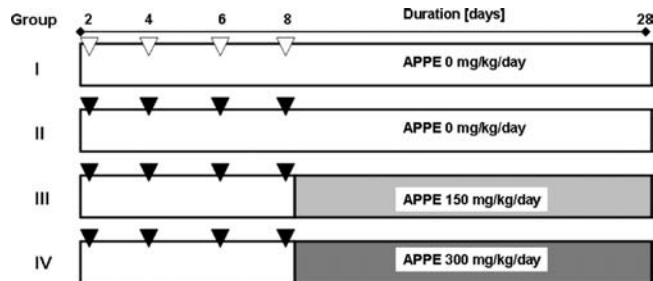 Group 2 4 6 8 Duration [days] 28
I APPE 0 mg/kg/day
II APPE 0 mg/kg/day
III APPE 150 mg/kg/day
IV APPE 300 mg/kg/day